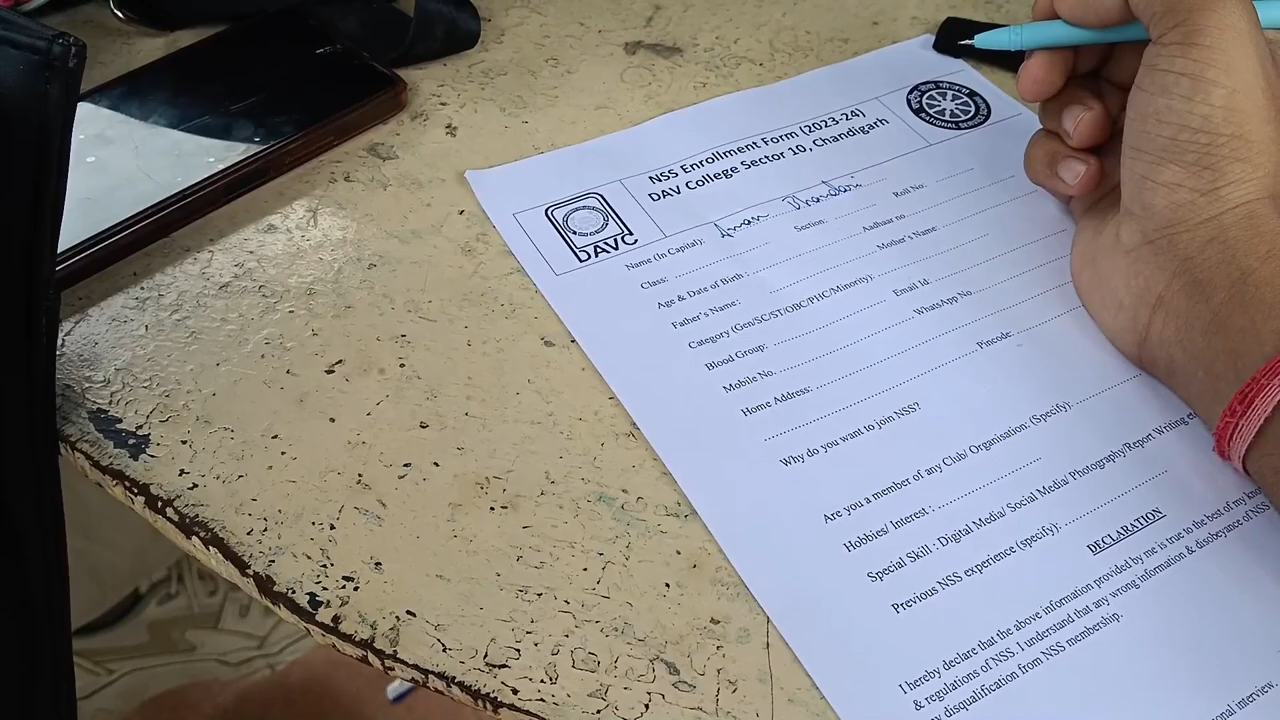 NSS Enrollment Form (2023-24)
DAV College Sector 10, Chandigarh
राष्ट्रीय सेवा योजना
NATIONAL SERVICE SCHEME
DAVC
Name (In Capital): Aman Bhandari Roll No:
Class: Section:
Age & Date of Birth : Aadhaar no
Father's Name: Mother's Name:
Category (Gen/SC/ST/OBC/PHC/Minority):
Blood Group: Email Id:
Mobile No. WhatsApp No.
Home Address:
Pincode:
Why do you want to join NSS?
Are you a member of any Club/ Organisation: (Specify):
Hobbies/ Interest :
Special Skill : Digital Media/ Social Media/ Photography/Report Writing
Previous NSS experience (specify):
DECLARATION
I hereby declare that the above information provided by me is true to the best of my
& regulations of NSS. I understand that any wrong information & disobeyance of NSS
disqualification from NSS membership.
interview.